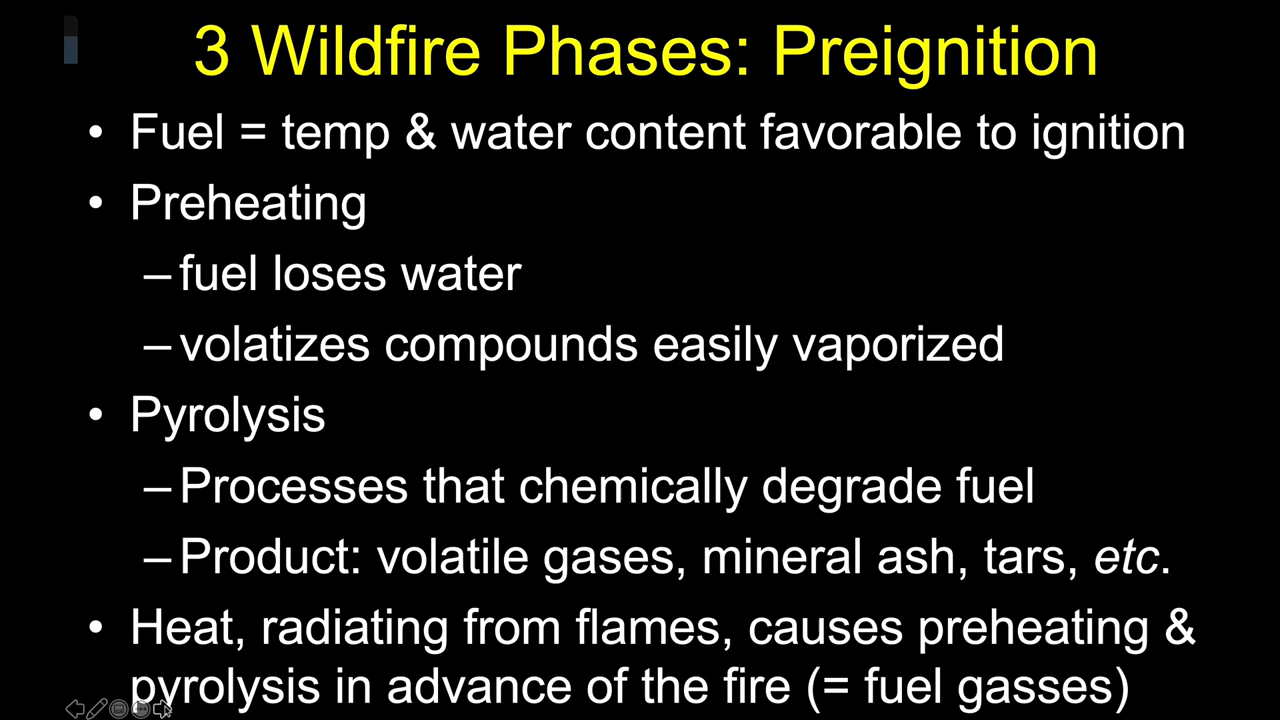 3 Wildfire Phases: Preignition
• Fuel = temp & water content favorable to ignition
• Preheating
–fuel loses water
–volatizes compounds easily vaporized
• Pyrolysis
–Processes that chemically degrade fuel
–Product: volatile gases, mineral ash, tars, etc.
• Heat, radiating from flames, causes preheating &
pyrolysis in advance of the fire (= fuel gasses)